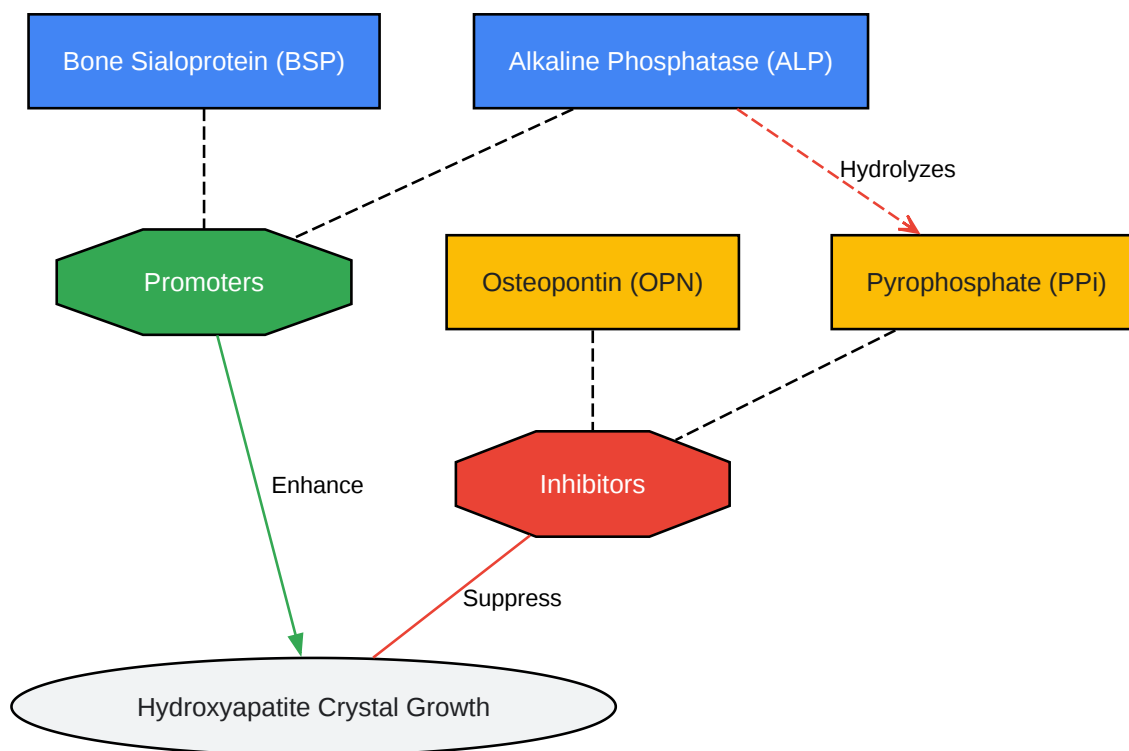 Bone Sialoprotein (BSP)
Alkaline Phosphatase (ALP)
Hydrolyzes
Promoters
Osteopontin (OPN)
Pyrophosphate (PPi)
Enhance
Inhibitors
Suppress
Hydroxyapatite Crystal Growth